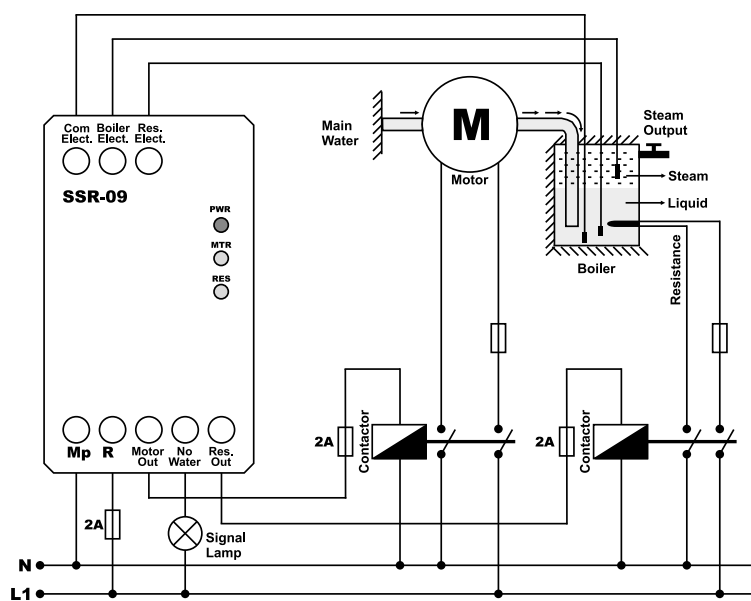 Com Elect.
Boiler Elect.
Res. Elect.
SSR-09
PWR
MTR
RES
Mp
R
Motor Out
No Water
Res. Out
2A
Signal Lamp
N
L1
Main Water
M
Motor
Steam Output
Steam
Liquid
Boiler
Resistance
2A
Contactor
2A
Contactor